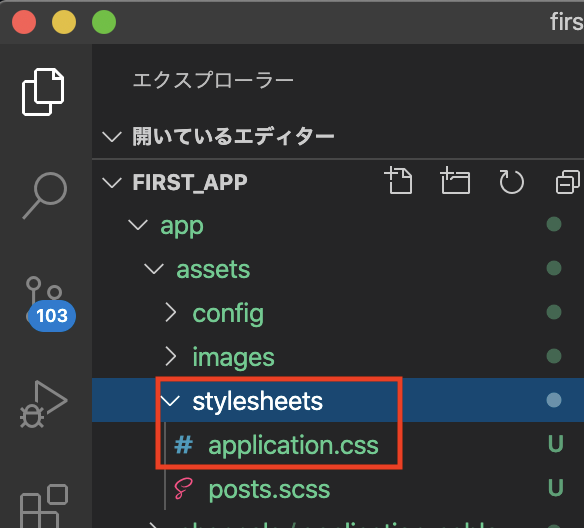 firs
エクスプローラー
開いているエディター
FIRST_APP
app
assets
config
images
103
stylesheets
# application.css U
posts.scss U